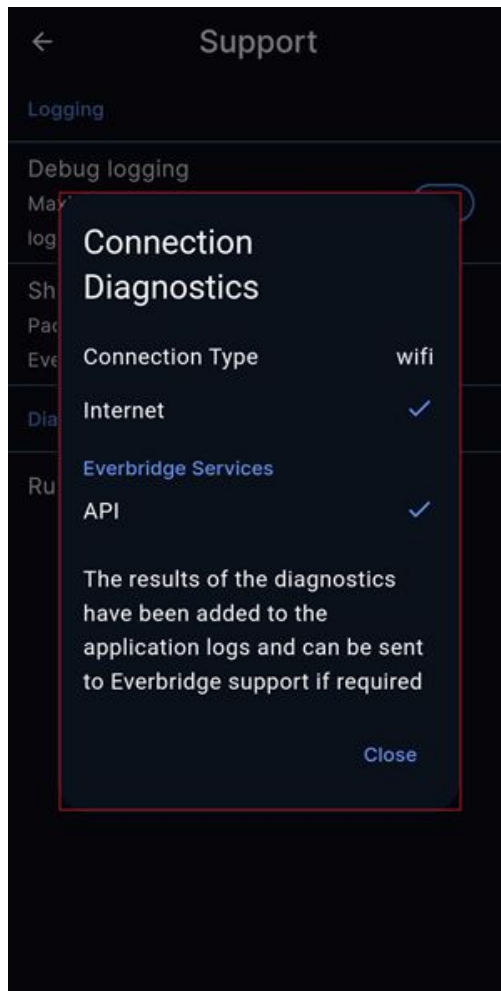 Support
Logging
Debug logging
Connection
Diagnostics
Connection Type wifi
Internet
Everbridge Services
API
The results of the diagnostics
have been added to the
application logs and can be sent
to Everbridge support if required
Close